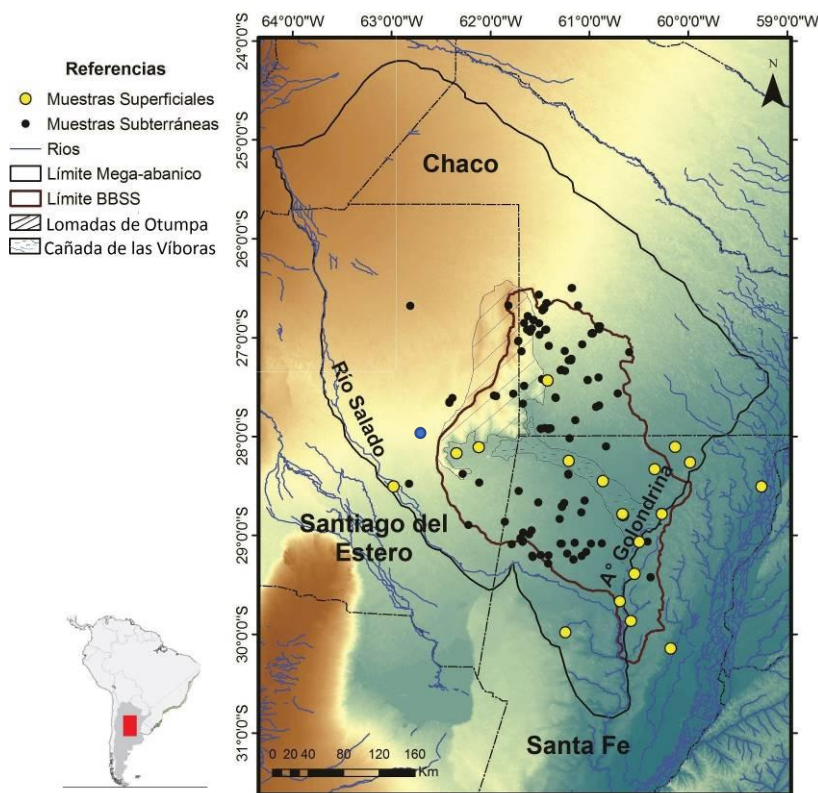 64°0'0"W 63°0'0"W 62°0'0"W 61°0'0"W 60°0'0"W 59°0'0"W
Referencias
Muestras Superficiales
Muestras Subterráneas
Rios
Límite Mega-abanico
Límite BBSS
Lomadas de Otumpa
Cañada de las Víboras
24°0'0"S
25°0'0"S
26°0'0"S
27°0'0"S
28°0'0"S
29°0'0"S
30°0'0"S
31°0'0"S
N
Chaco
Río Salado
Santiago del
Estero
A° Golondrina
Santa Fe
0 20 40 80 120 160
Km